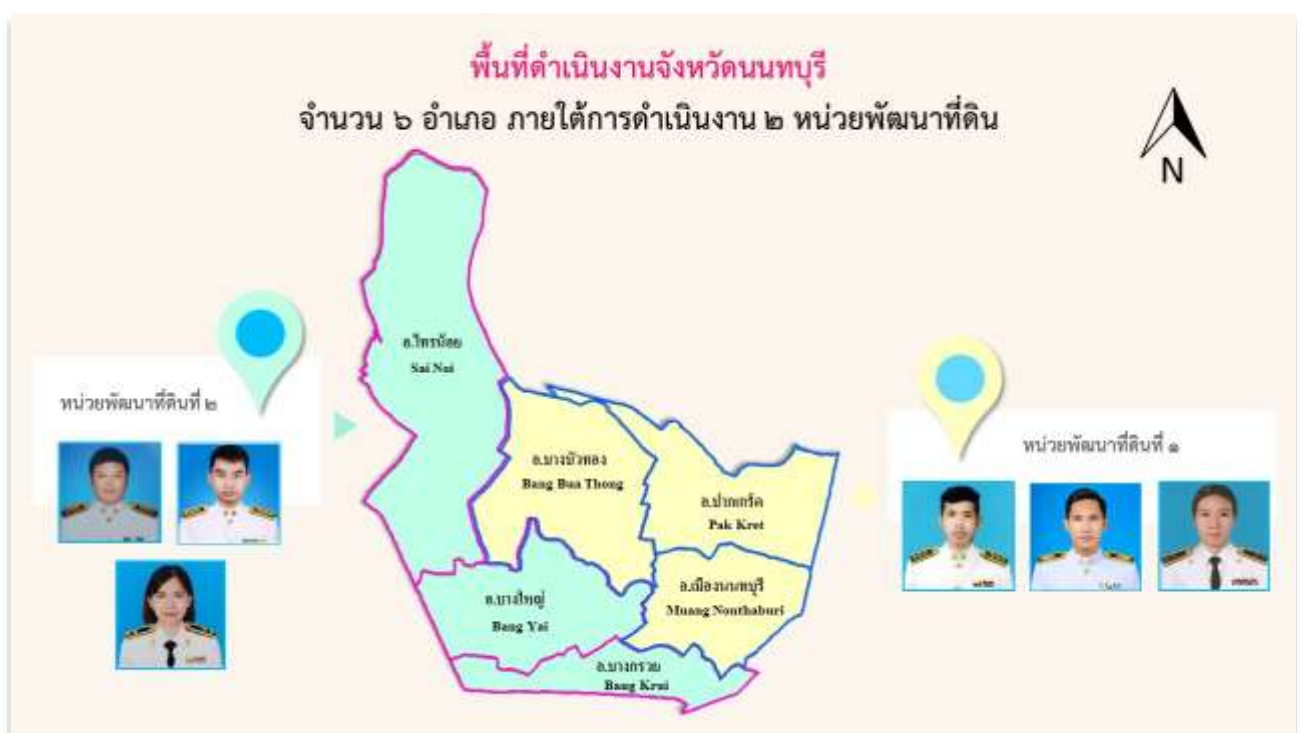 พื้นที่ดำเนินงานจังหวัดนนทบุรี
จำนวน ๖ อำเภอ ภายใต้การดำเนินงาน ๒ หน่วยพัฒนาที่ดิน
N
อ.ไทรน้อย
Sai Noi
หน่วยพัฒนาที่ดินที่ ๒
หน่วยพัฒนาที่ดินที่ ๑
อ.บางบัวทอง
Bang Bua Thong
อ.ปากเกร็ด
Pak Kret
อ.เมืองนนทบุรี
Muang Nonthaburi
อ.บางใหญ่
Bang Yai
อ.บางกรวย
Bang Krui